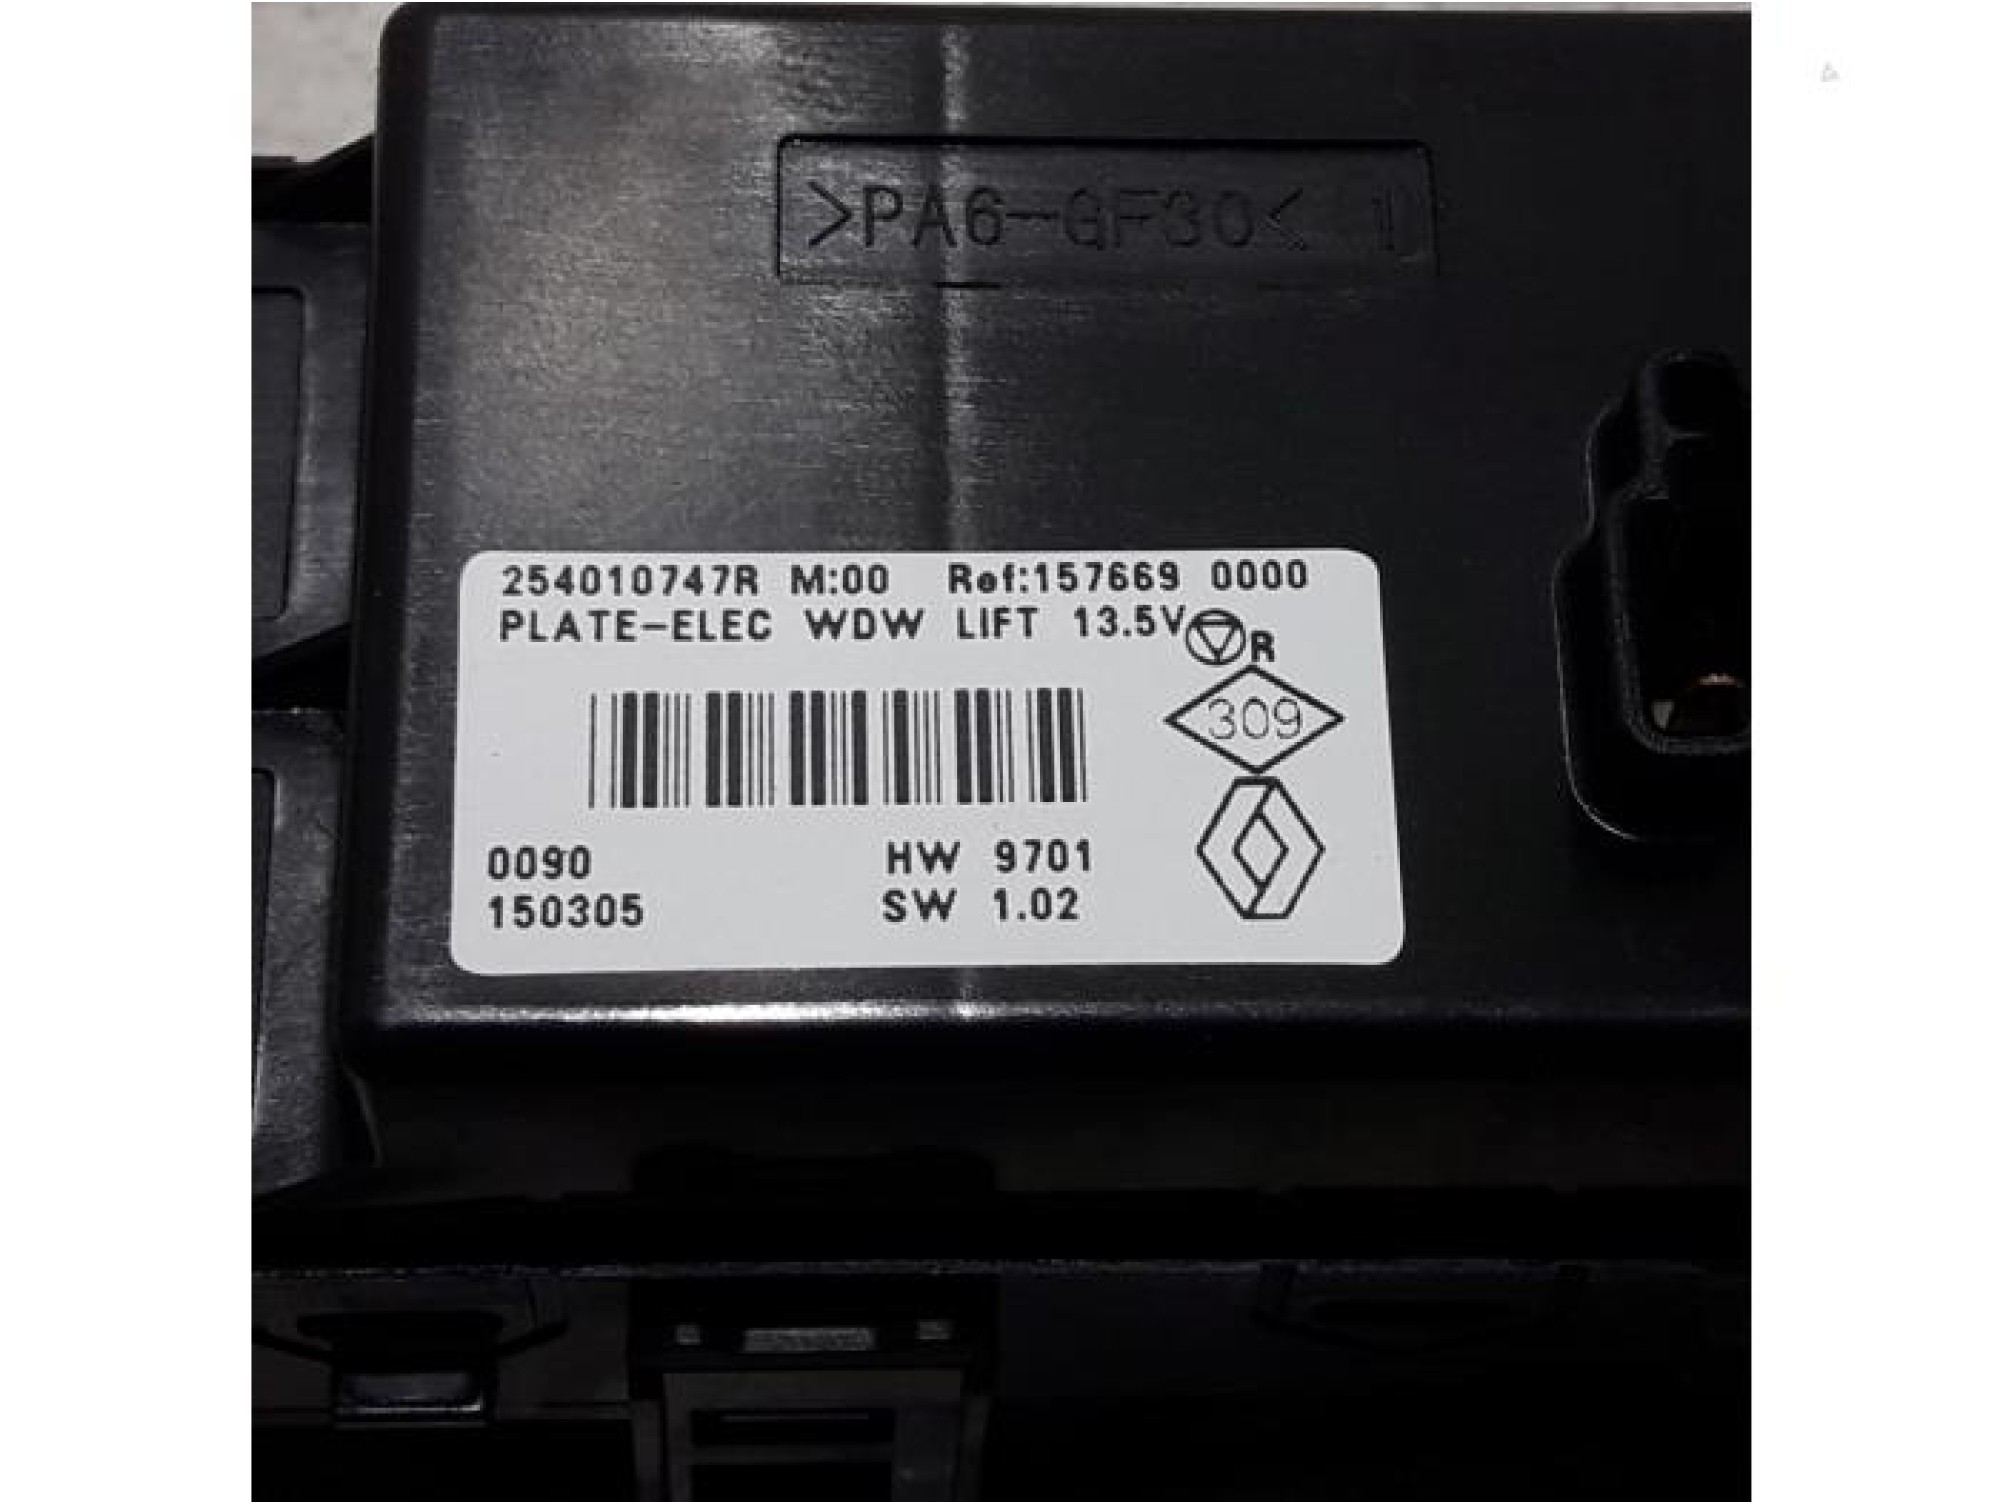 >PA6-GF30<
254010747R M:00 Ref:157669 0000
PLATE-ELEC WDW LIFT 13.5V
R
309
0090 HW 9701
150305 SW 1.02